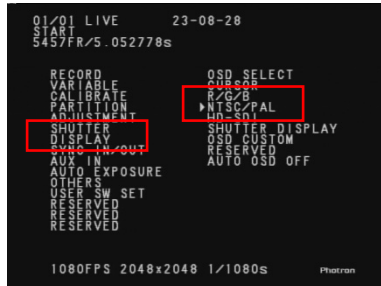 01/01 LIVE 23-08-28
START
5457FR/5.052778s
RECORD
VARIABLE
CALIBRATE
PARTITION
ADJUSTMENT
SHUTTER
DISPLAY
SYNC IN/OUT
AUX IN
AUTO EXPOSURE
OTHERS
USER SW SET
RESERVED
RESERVED
RESERVED
OSD SELECT
CURSOR
R/G/B
▶NTSC/PAL
HD-SDI
SHUTTER DISPLAY
OSD CUSTOM
RESERVED
AUTO OSD OFF
1080FPS 2048x2048 1/1080s
Photron